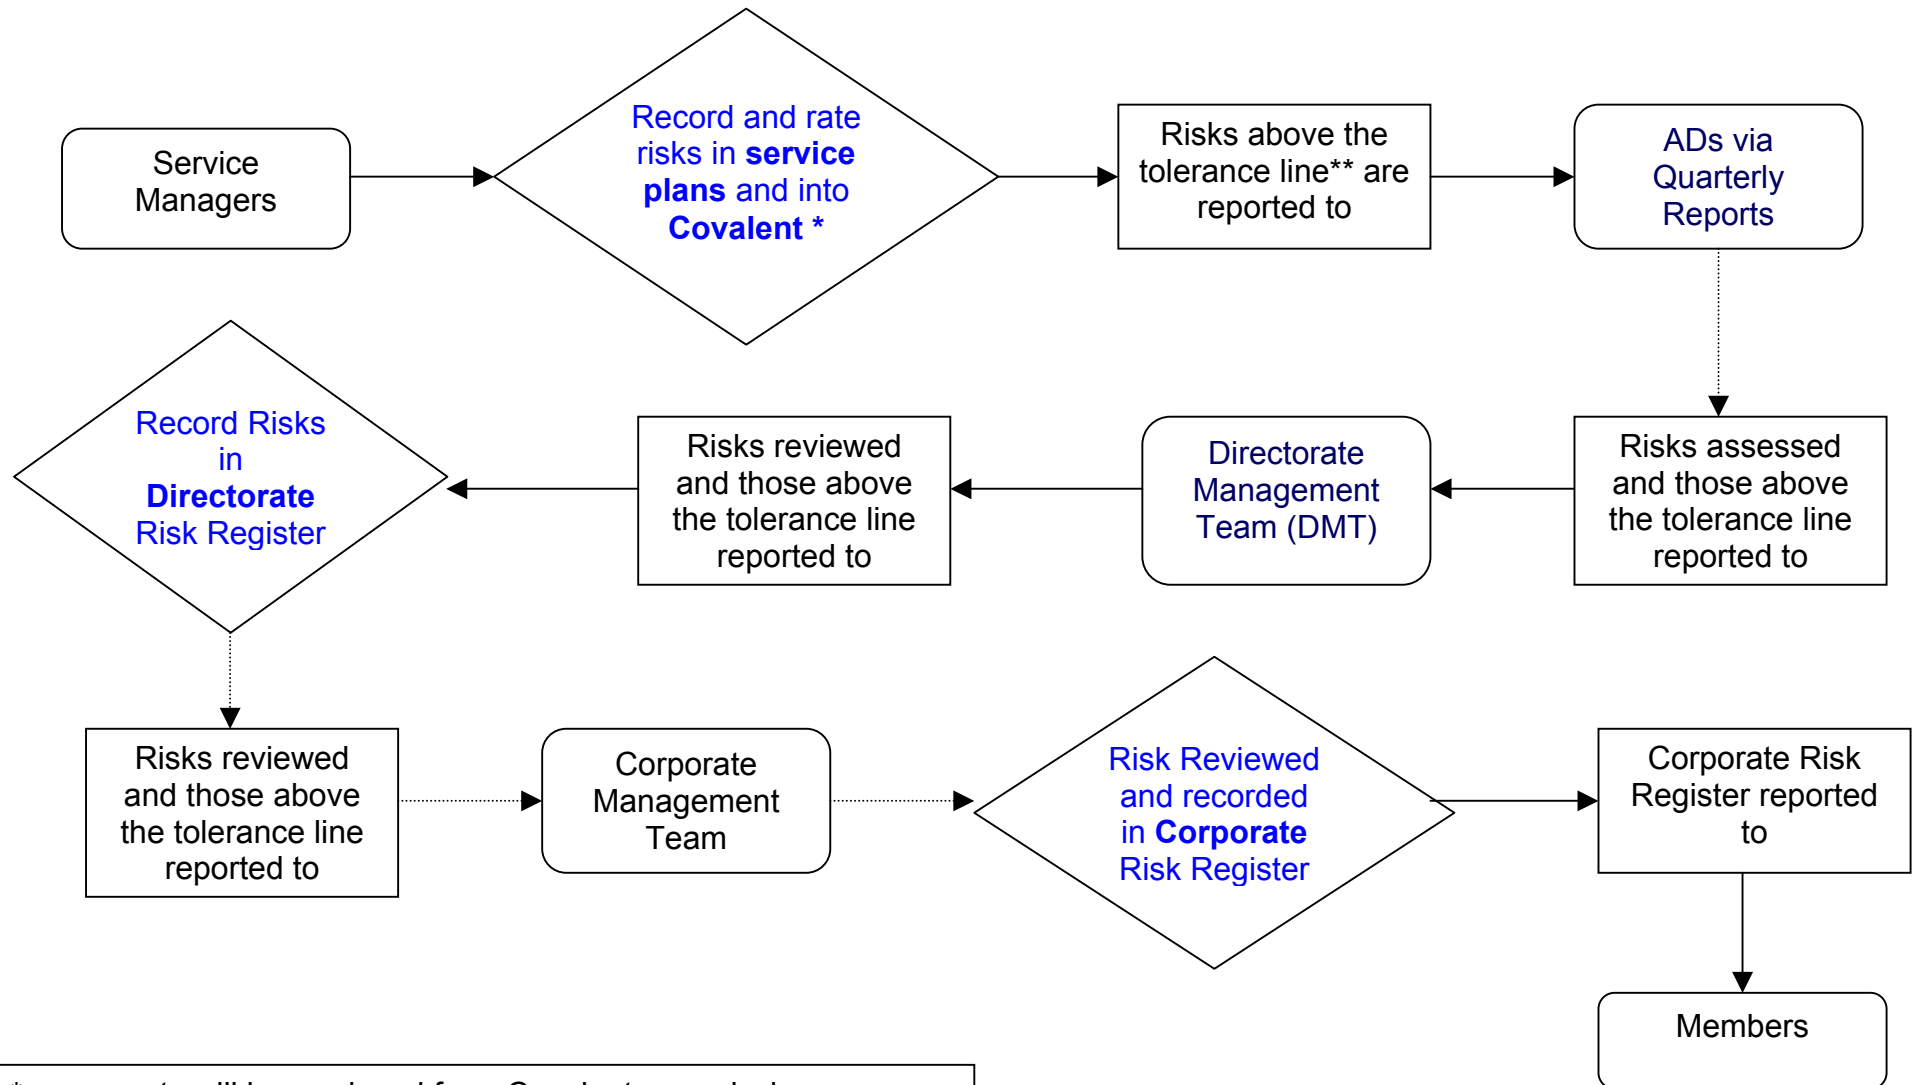 Service
Managers
Record and rate
risks in service
plans and into
Covalent *
Risks above the
tolerance line** are
reported to
ADs via
Quarterly
Reports
Risks assessed
and those above
the tolerance line
reported to
Directorate
Management
Team (DMT)
Risks reviewed
and those above
the tolerance line
reported to
Record Risks
in
Directorate
Risk Register
Risks reviewed
and those above
the tolerance line
reported to
Corporate
Management
Team
Risk Reviewed
and recorded
in Corporate
Risk Register
Corporate Risk
Register reported
to
Members